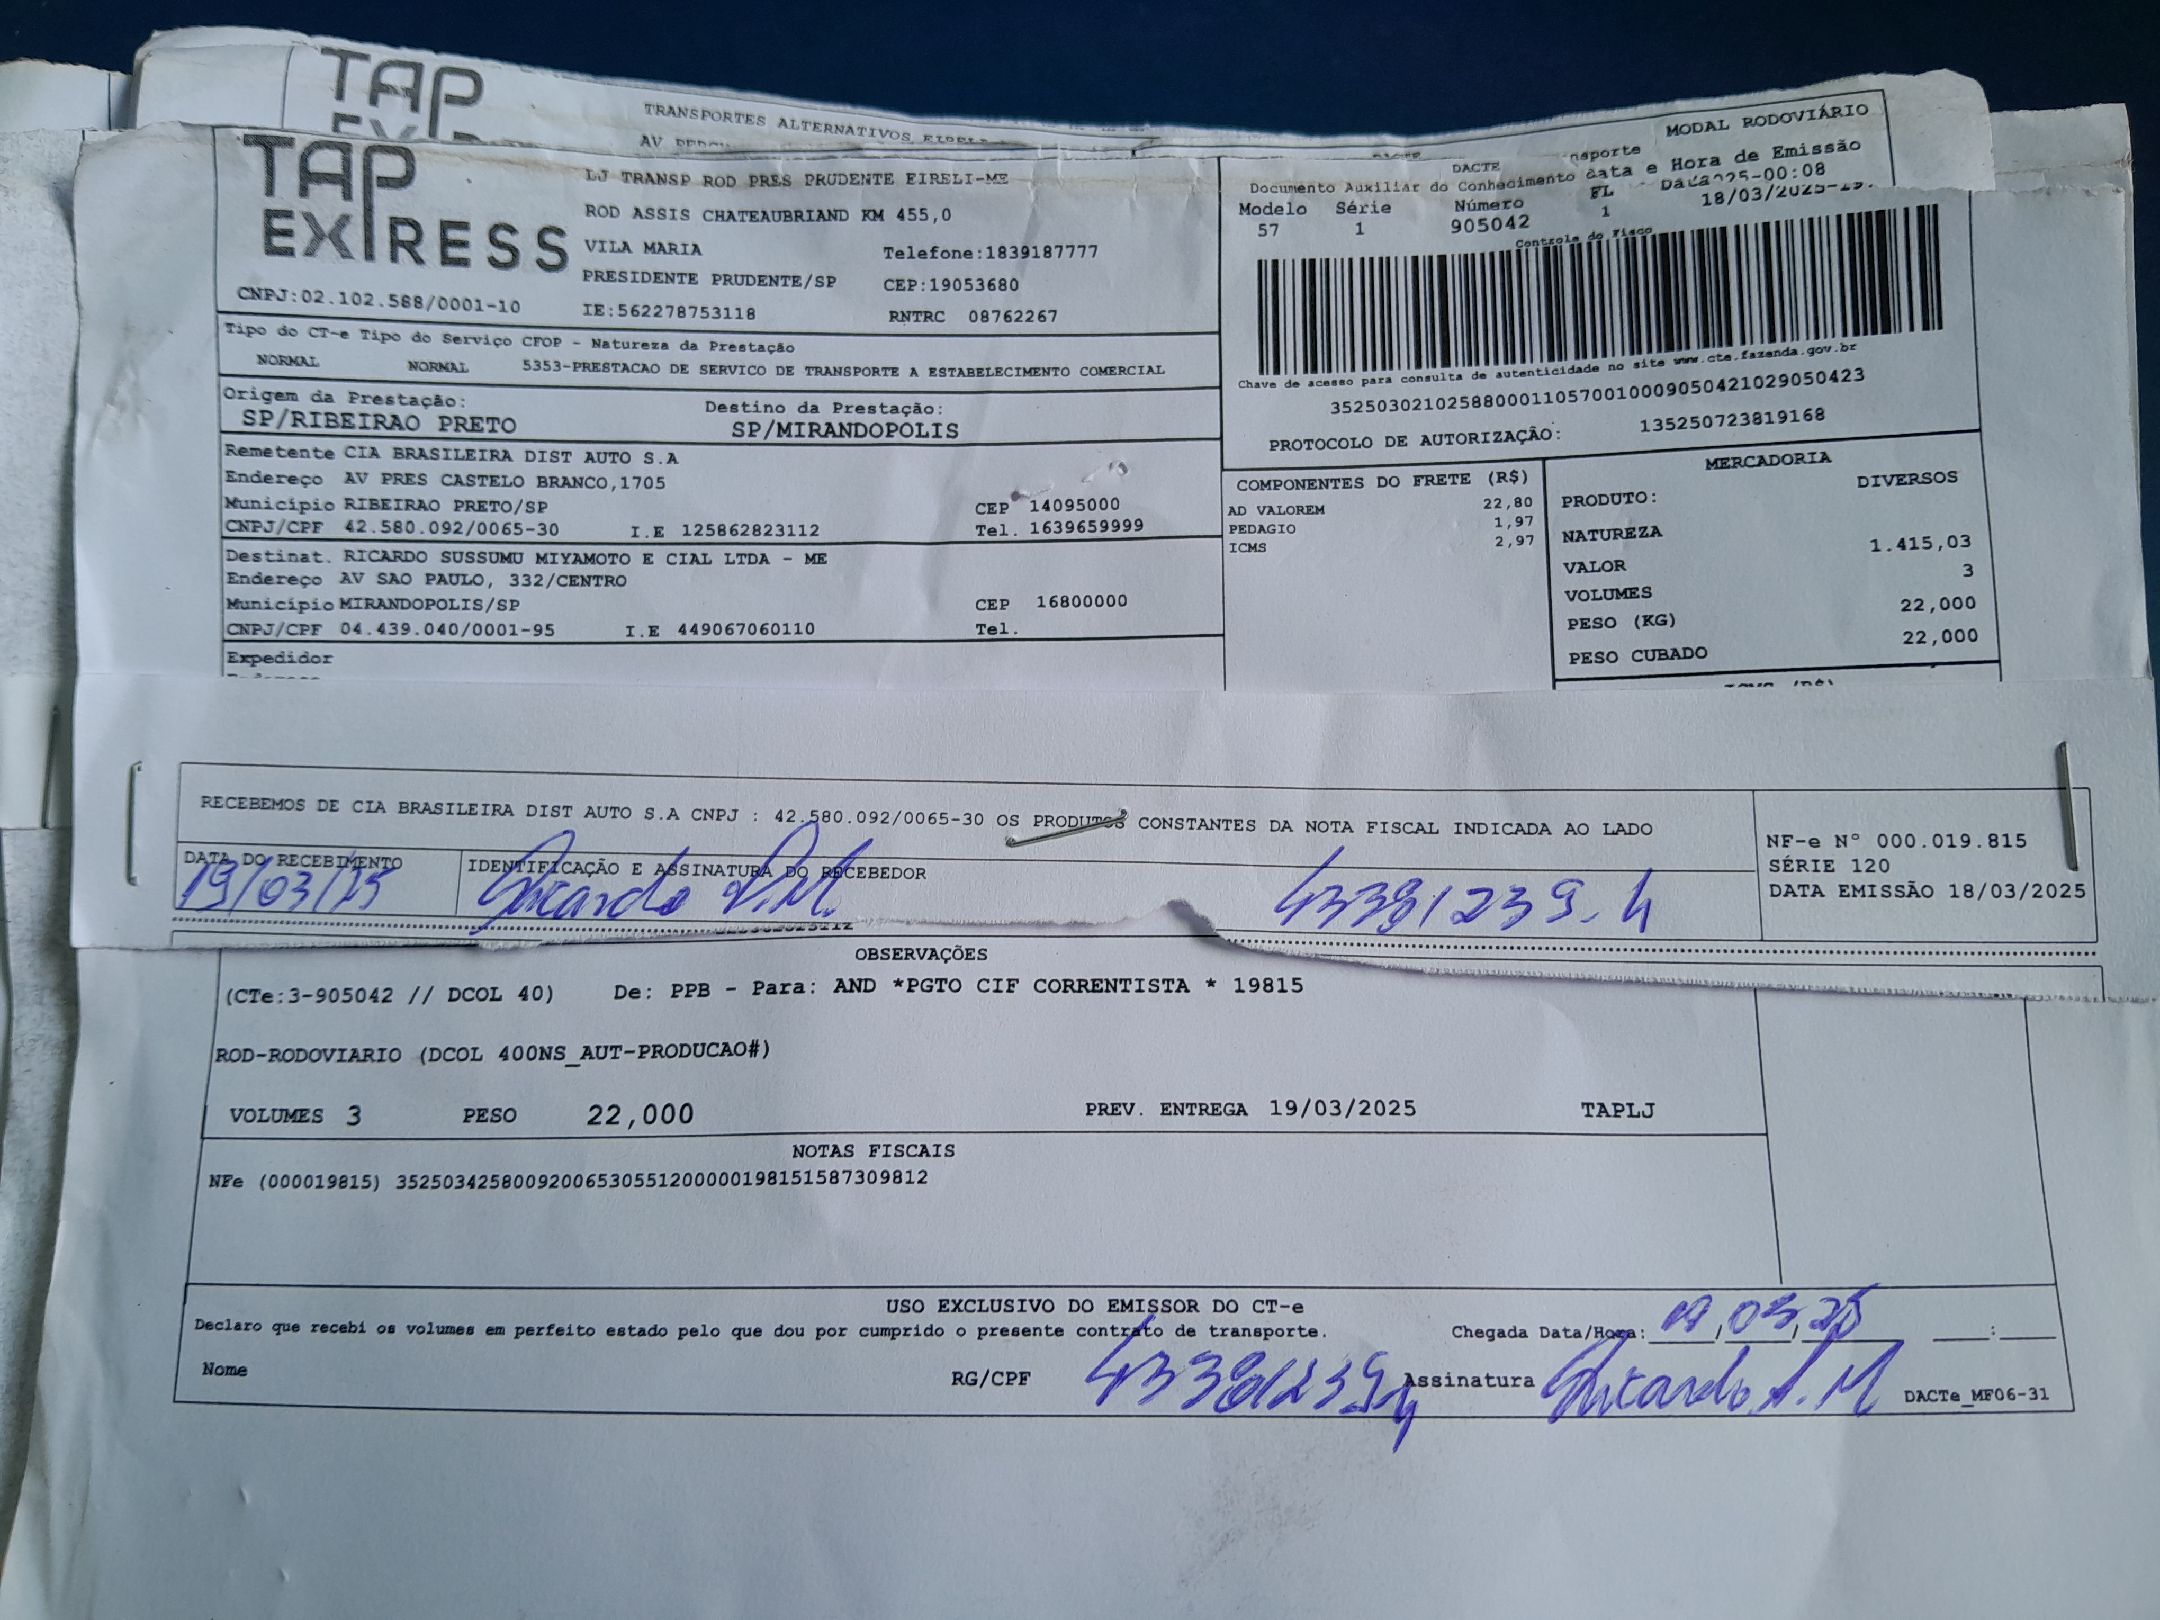 TAP
TRANSPORTES ALTERNATIVOS EIRELI
AV
TAP
EXPRESS
CNPJ:02.102.588/0001-10
LJ TRANSP ROD PRES PRUDENTE EIRELI-ME
ROD ASSIS CHATEAUBRIAND KM 455,0
VILA MARIA Telefone:1839187777
PRESIDENTE PRUDENTE/SP CEP:19053680
IE:562278753118 RNTRC 08762267
MODAL RODOVIÁRIO
DACTE
Documento Auxiliar do Conhecimento
Data e Hora de Emissão
Modelo Série Número FL
57 1 905042 1
18/03/2025
Controle do Fisco
Chave de acesso para consulta de autenticidade no site www.cte.fazenda.gov.br
35250302102588000110570010009050421029050423
PROTOCOLO DE AUTORIZAÇÃO: 135250723819168
Tipo do CT-e Tipo do Serviço CFOP - Natureza da Prestação
NORMAL NORMAL 5353-PRESTACAO DE SERVICO DE TRANSPORTE A ESTABELECIMENTO COMERCIAL
Origem da Prestação: Destino da Prestação:
SP/RIBEIRAO PRETO SP/MIRANDOPOLIS
Remetente CIA BRASILEIRA DIST AUTO S.A
Endereço AV PRES CASTELO BRANCO,1705
Município RIBEIRAO PRETO/SP CEP 14095000
CNPJ/CPF 42.580.092/0065-30 I.E 125862823112 Tel. 1639659999
Destinat. RICARDO SUSSUMU MIYAMOTO E CIAL LTDA - ME
Endereço AV SAO PAULO, 332/CENTRO
Município MIRANDOPOLIS/SP CEP 16800000
CNPJ/CPF 04.439.040/0001-95 I.E 449067060110 Tel.
Expedidor
COMPONENTES DO FRETE (R$)
AD VALOREM 22,80
PEDAGIO 1,97
ICMS 2,97
MERCADORIA
PRODUTO: DIVERSOS
NATUREZA
VALOR 1.415,03
VOLUMES 3
PESO (KG) 22,000
PESO CUBADO 22,000
RECEBEMOS DE CIA BRASILEIRA DIST AUTO S.A CNPJ : 42.580.092/0065-30 OS PRODUTOS CONSTANTES DA NOTA FISCAL INDICADA AO LADO
DATA DO RECEBIMENTO IDENTIFICAÇÃO E ASSINATURA DO RECEBEDOR
19/03/25 Ricardo 43381239-4
NF-e Nº 000.019.815
SÉRIE 120
DATA EMISSÃO 18/03/2025
OBSERVAÇÕES
(CTe:3-905042 // DCOL 40) De: PPB - Para: AND *PGTO CIF CORRENTISTA * 19815
ROD-RODOVIARIO (DCOL 400NS_AUT-PRODUCAO#)
VOLUMES 3 PESO 22,000 PREV. ENTREGA 19/03/2025 TAPLJ
NOTAS FISCAIS
NFe (000019815) 35250342580092006530551200000198151587309812
USO EXCLUSIVO DO EMISSOR DO CT-e
Declaro que recebi os volumes em perfeito estado pelo que dou por cumprido o presente contrato de transporte. Chegada Data/Hora: 19/03/25 :
Nome RG/CPF 433812394 Assinatura Ricardo DACTe_MF06-31